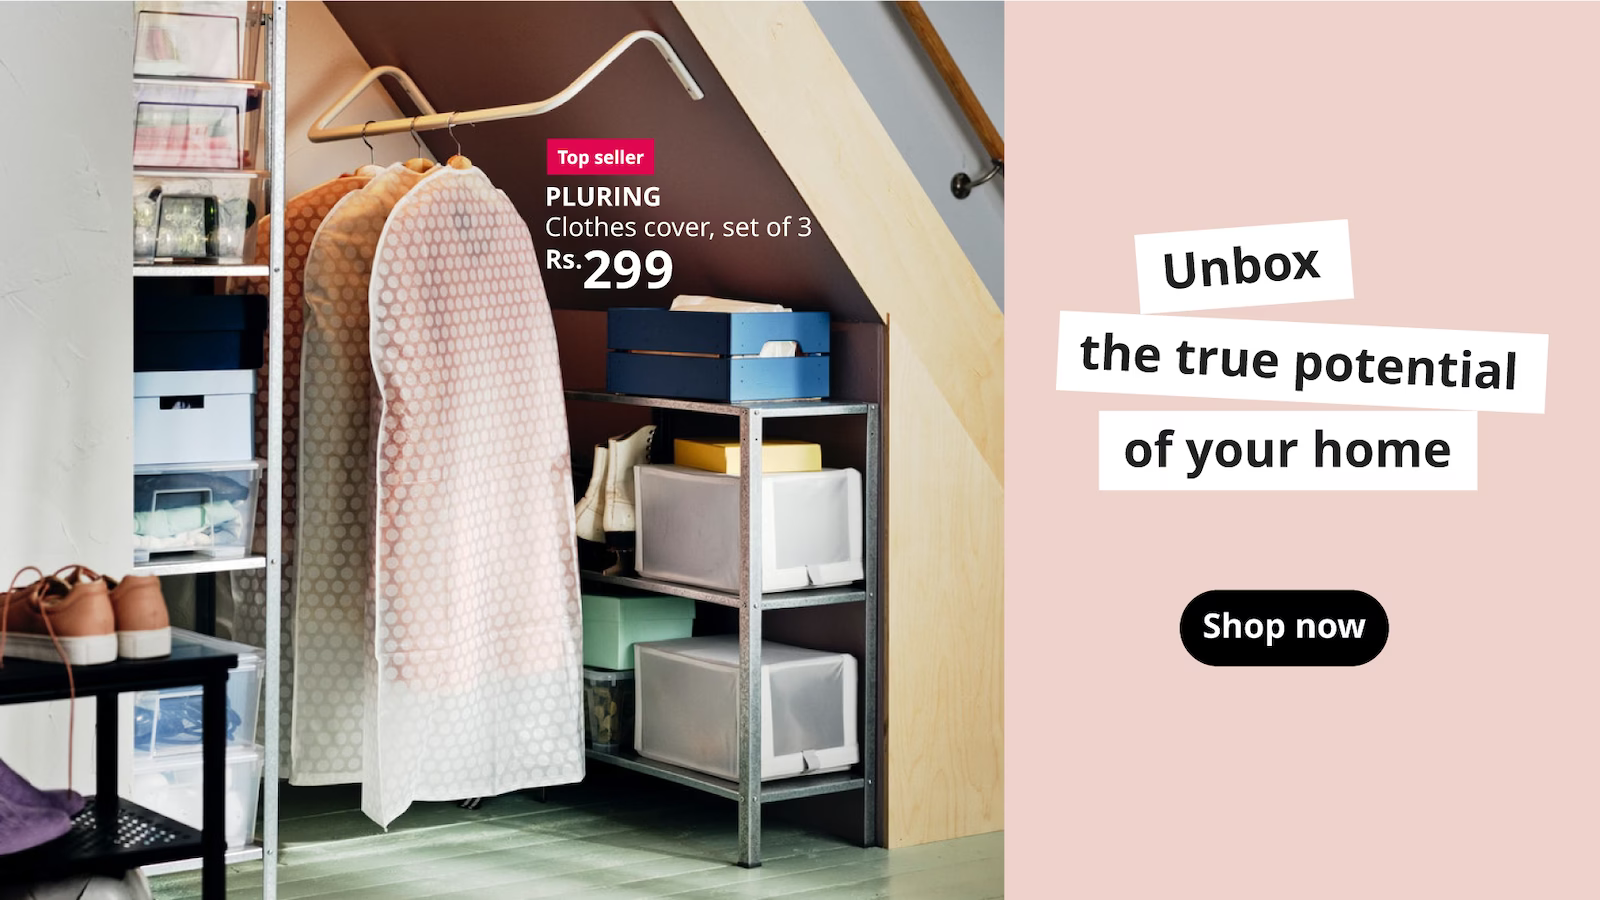 Top seller
PLURING
Clothes cover, set of 3
Rs.299
Unbox
the true potential
of your home
Shop now